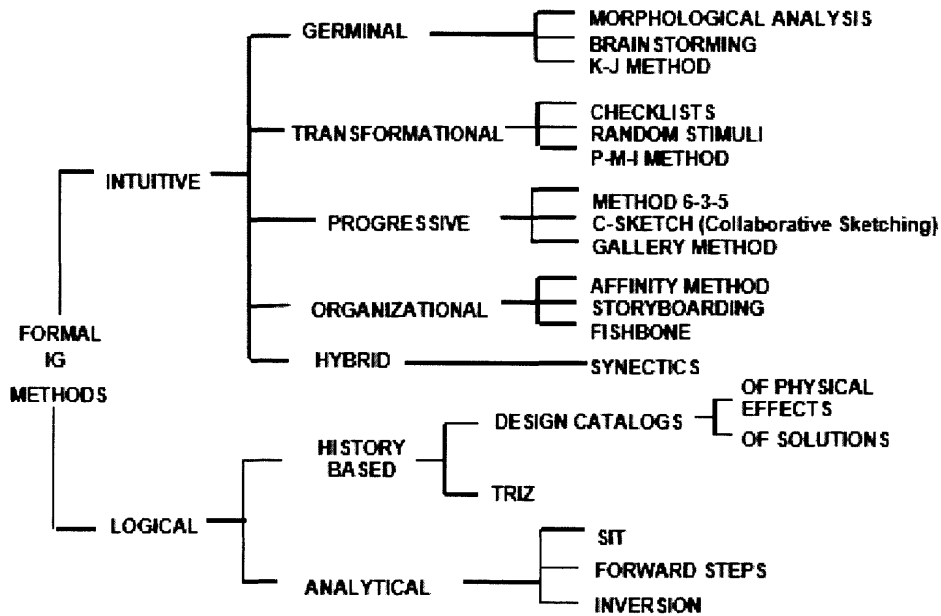 GERMINAL
MORPHOLOGICAL ANALYSIS
BRAINSTORMING
K-J METHOD
TRANSFORMATIONAL
CHECKLISTS
RANDOM STIMULI
P-M-I METHOD
INTUITIVE
PROGRESSIVE
METHOD 6-3-5
C-SKETCH (Collaborative Sketching)
GALLERY METHOD
ORGANIZATIONAL
AFFINITY METHOD
STORYBOARDING
FISHBONE
HYBRID
SYNECTICS
FORMAL
IG
METHODS
LOGICAL
HISTORY
BASED
DESIGN CATALOGS
OF PHYSICAL
EFFECTS
OF SOLUTIONS
TRIZ
ANALYTICAL
SIT
FORWARD STEPS
INVERSION